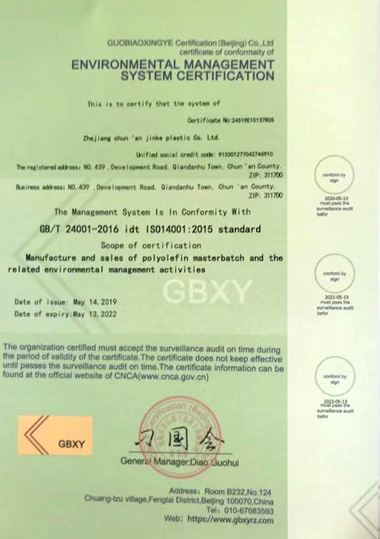 GUOBIAOXINGYE Certification (Beijing) Co.,Ltd
certificate of conformaity of
ENVIRONMENTAL MANAGEMENT
SYSTEM CERTIFICATION
This is to certify that the system of
Certificate No:24519E10137R0S
Zhejiang chun 'an jinke plastic Co. Ltd.
Unified social credit code: 913301277042746910
The registered address: NO. 439 , Development Road, Qiandanhu Town, Chun 'an County.
ZIP: 311700
Business address: NO. 439 , Development Road, Qiandanhu Town, Chun 'an County.
ZIP: 311700
The Management System Is In Conformity With
GB/T 24001-2016 idt ISO14001:2015 standard
Scope of certification
Manufacture and sales of polyolefin masterbatch and the
related environmental management activities
GBXY
Date of issue: May 14, 2019
Date of expiry: May 13, 2022
The organization certified must accept the surveillance audit on time during
the period of validity of the certificate.The certificate does not keep effective
until passes the surveillance audit on time.The certificate information can be
found at the official website of CNCA(www.cnca.gov.cn)
GBXY
General Manager:Diao Guohui
Address: Room B232,No.124
Chuang-tzu village,Fengtai District,Beijing 100070,China
Tel: 010-67083593
Web: https://www.gbxyrz.com
conform by
sign
2020-05-13
must pass the
surveillance audit
befor
conform by
sign
2021-05-13
must pass the
surveillance audit
befor
conform by
sign
2022-05-13
must pass the
surveillance audit
befor